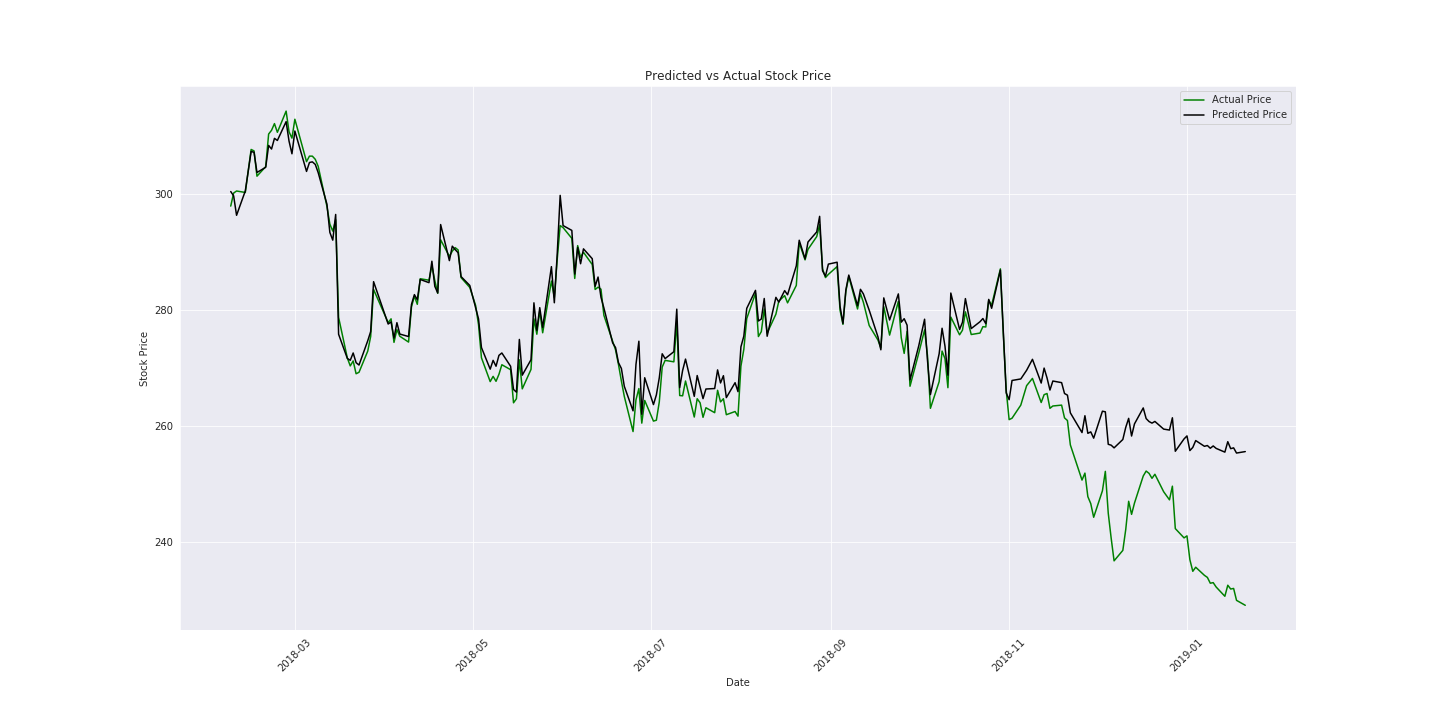 Predicted vs Actual Stock Price
Actual Price
Predicted Price
Stock Price
300
280
260
240
2018-03
2018-05
2018-07
2018-09
2018-11
2019-01
Date